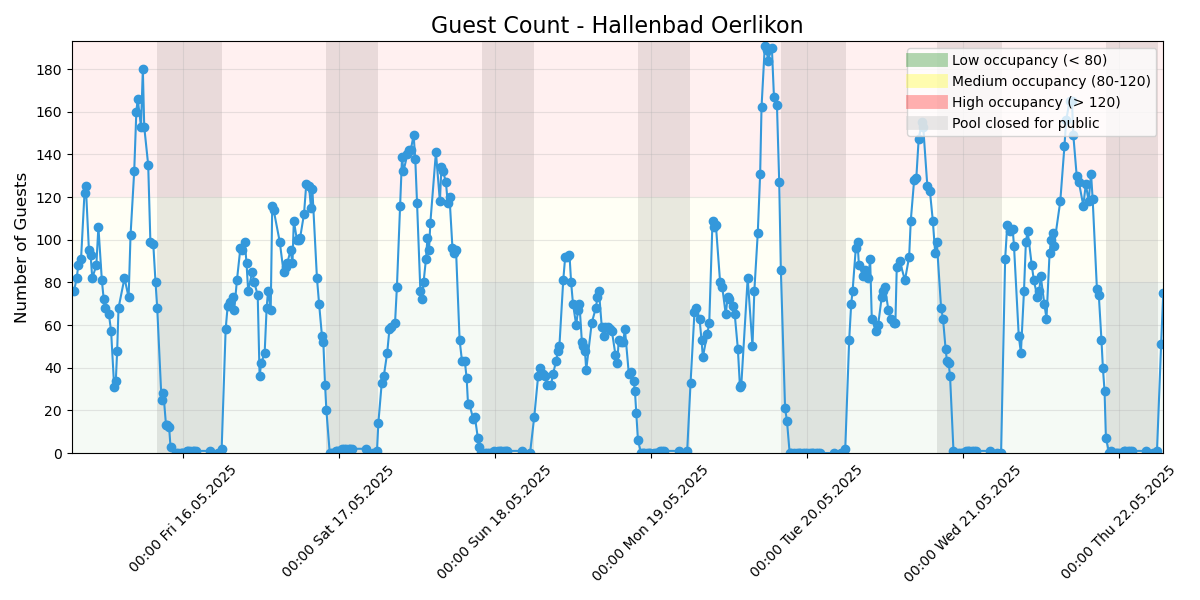 Guest Count - Hallenbad Oerlikon
Number of Guests
180
160
140
120
100
80
60
40
20
0
Low occupancy (< 80)
Medium occupancy (80-120)
High occupancy (> 120)
Pool closed for public
00:00 Fri 16.05.2025
00:00 Sat 17.05.2025
00:00 Sun 18.05.2025
00:00 Mon 19.05.2025
00:00 Tue 20.05.2025
00:00 Wed 21.05.2025
00:00 Thu 22.05.2025